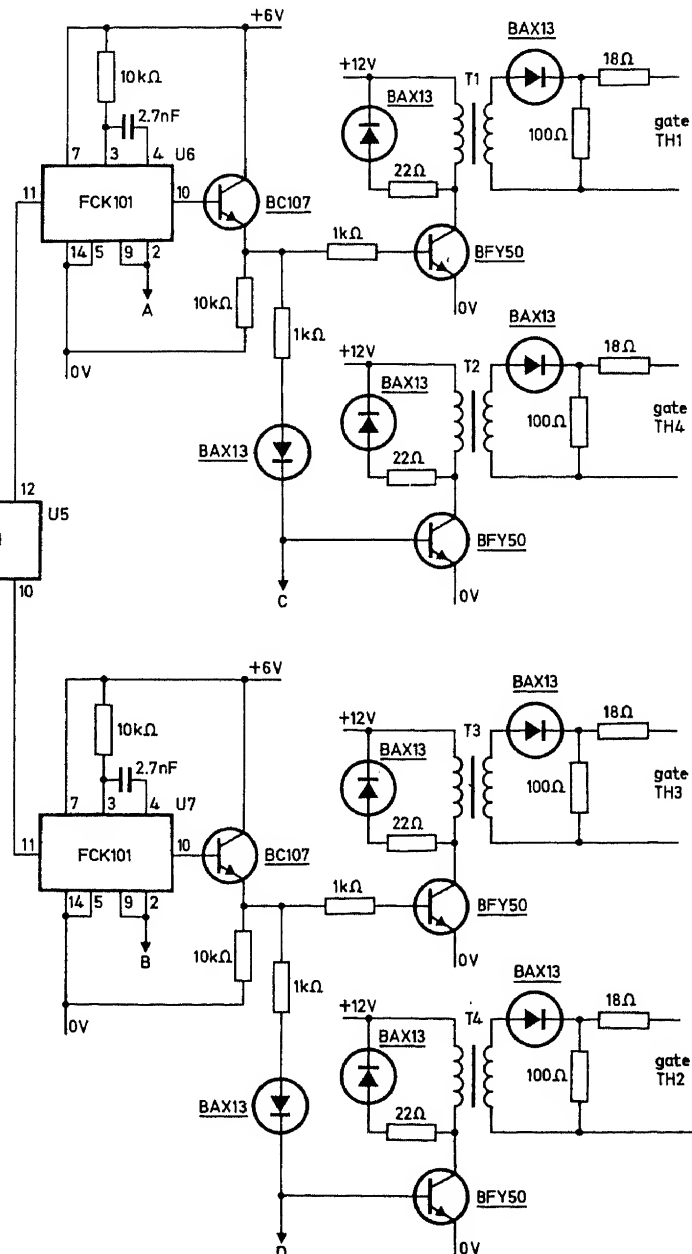 +6V
10kΩ
2.7nF
7 3 4 U6
11 FCK101 10
BC107
14 5 9 2
A
10kΩ
0V
1kΩ
1kΩ
BAX13
C
+12V
BAX13
22Ω
T1
BAX13
18Ω
100Ω
gate
TH1
BFY50
0V
+12V
BAX13
22Ω
T2
BAX13
18Ω
100Ω
gate
TH4
BFY50
0V
12
U5
10
+6V
10kΩ
2.7nF
7 3 4 U7
11 FCK101 10
BC107
14 5 9 2
B
10kΩ
0V
1kΩ
1kΩ
BAX13
D
+12V
BAX13
22Ω
T3
BAX13
18Ω
100Ω
gate
TH3
BFY50
0V
+12V
BAX13
22Ω
T4
BAX13
18Ω
100Ω
gate
TH2
BFY50
0V